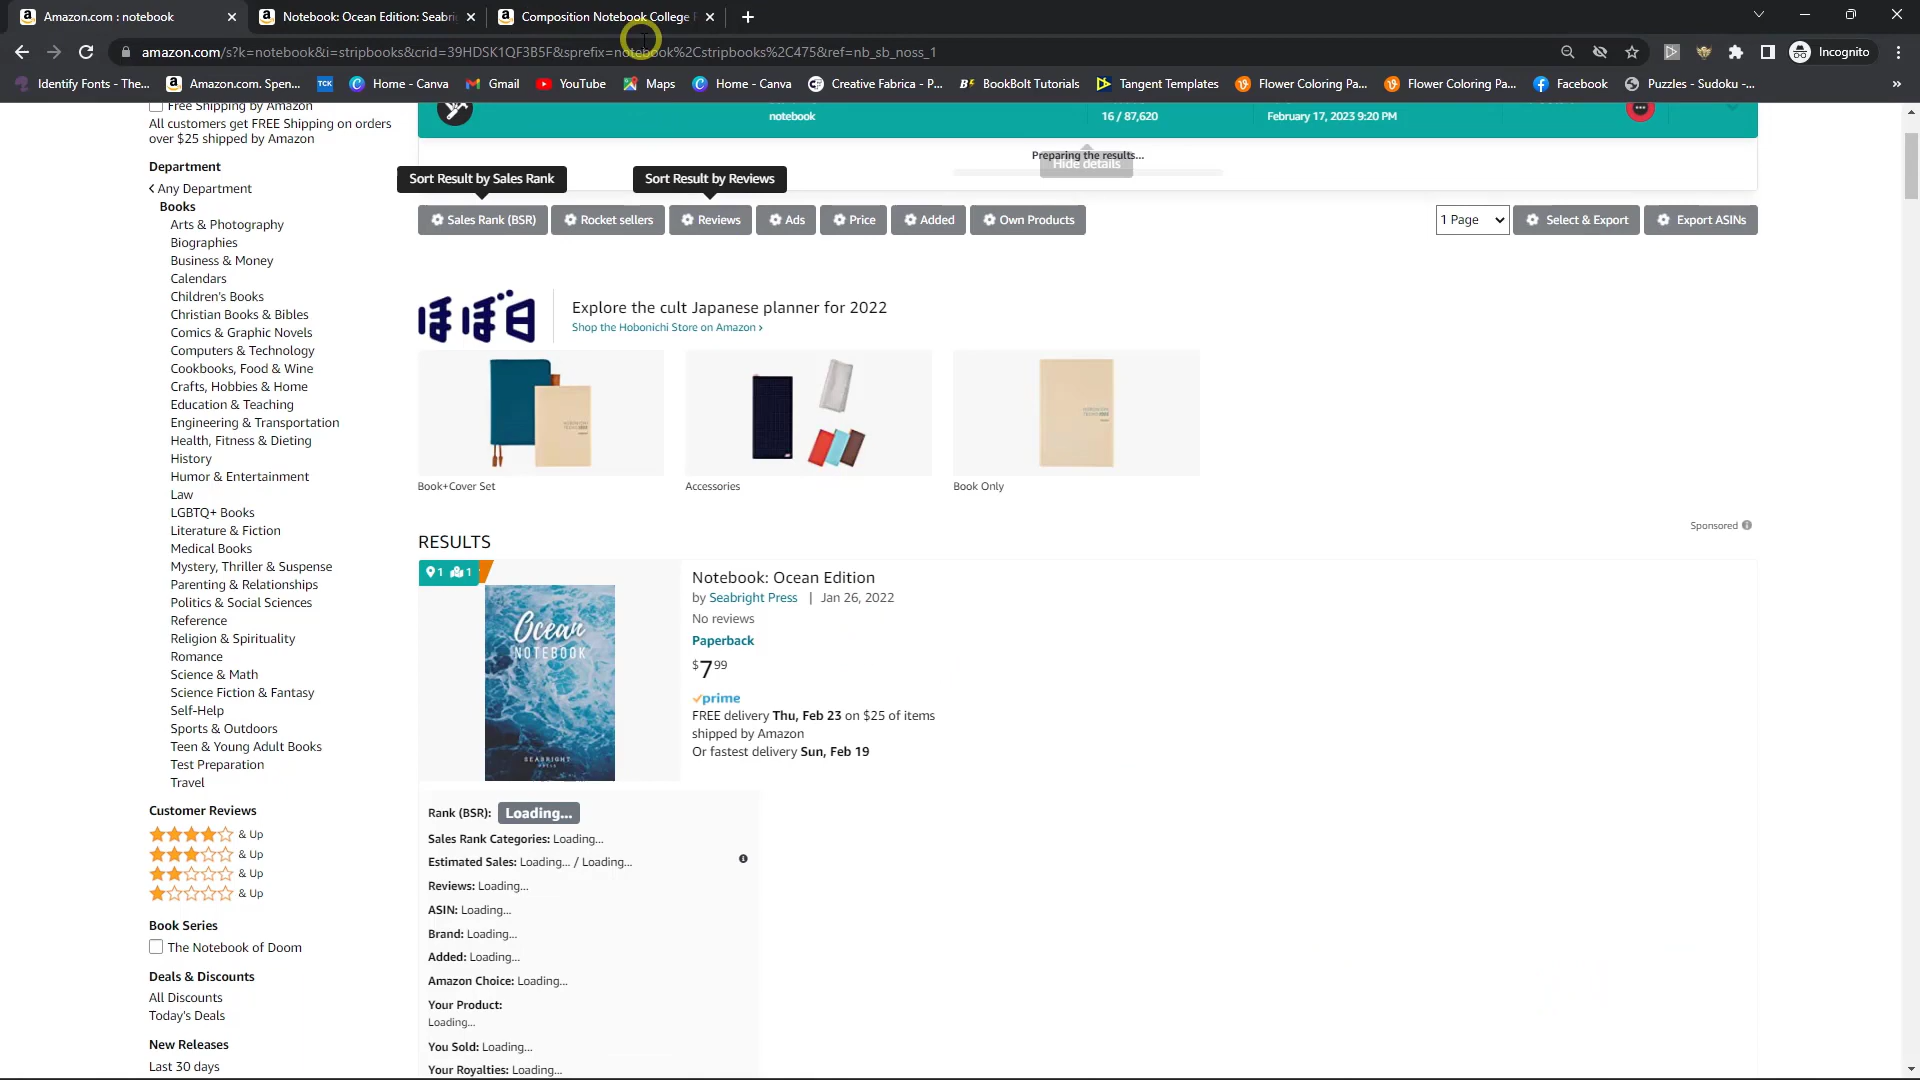 Amazon.com : notebook
Notebook: Ocean Edition: Seabri
Composition Notebook College
amazon.com/s?k=notebook&i=stripbooks&crid=39HDSK1QF3B5F&sprefix=notebook%2Cstripbooks%2C475&ref=nb_sb_noss_1
Incognito
Identify Fonts - The...
Amazon.com. Spen...
TCK
Home - Canva
Gmail
YouTube
Maps
Home - Canva
Creative Fabrica - P...
BookBolt Tutorials
Tangent Templates
Flower Coloring Pa...
Flower Coloring Pa...
Facebook
Puzzles - Sudoku -...
»
Free Shipping by Amazon
All customers get FREE Shipping on orders
over $25 shipped by Amazon
Department
Any Department
Books
Arts & Photography
Biographies
Business & Money
Calendars
Children's Books
Christian Books & Bibles
Comics & Graphic Novels
Computers & Technology
Cookbooks, Food & Wine
Crafts, Hobbies & Home
Education & Teaching
Engineering & Transportation
Health, Fitness & Dieting
History
Humor & Entertainment
Law
LGBTQ+ Books
Literature & Fiction
Medical Books
Mystery, Thriller & Suspense
Parenting & Relationships
Politics & Social Sciences
Reference
Religion & Spirituality
Romance
Science & Math
Science Fiction & Fantasy
Self-Help
Sports & Outdoors
Teen & Young Adult Books
Test Preparation
Travel
Customer Reviews
& Up
& Up
& Up
& Up
Book Series
The Notebook of Doom
Deals & Discounts
All Discounts
Today's Deals
New Releases
Last 30 days
notebook
16 / 87,620
February 17, 2023 9:20 PM
Preparing the results...
Hide details
Sort Result by Sales Rank
Sort Result by Reviews
Sales Rank (BSR)
Rocket sellers
Reviews
Ads
Price
Added
Own Products
1 Page
Select & Export
Export ASINs
ほぼ日
Explore the cult Japanese planner for 2022
Shop the Hobonichi Store on Amazon ›
Book+Cover Set
Accessories
Book Only
Sponsored
RESULTS
1 1
Ocean
NOTEBOOK
SEABRIGHT
PRESS
Notebook: Ocean Edition
by Seabright Press | Jan 26, 2022
No reviews
Paperback
$7 99
prime
FREE delivery Thu, Feb 23 on $25 of items
shipped by Amazon
Or fastest delivery Sun, Feb 19
Rank (BSR): Loading...
Sales Rank Categories: Loading...
Estimated Sales: Loading... / Loading...
Reviews: Loading...
ASIN: Loading...
Brand: Loading...
Added: Loading...
Amazon Choice: Loading...
Your Product:
Loading...
You Sold: Loading...
Your Royalties: Loading...